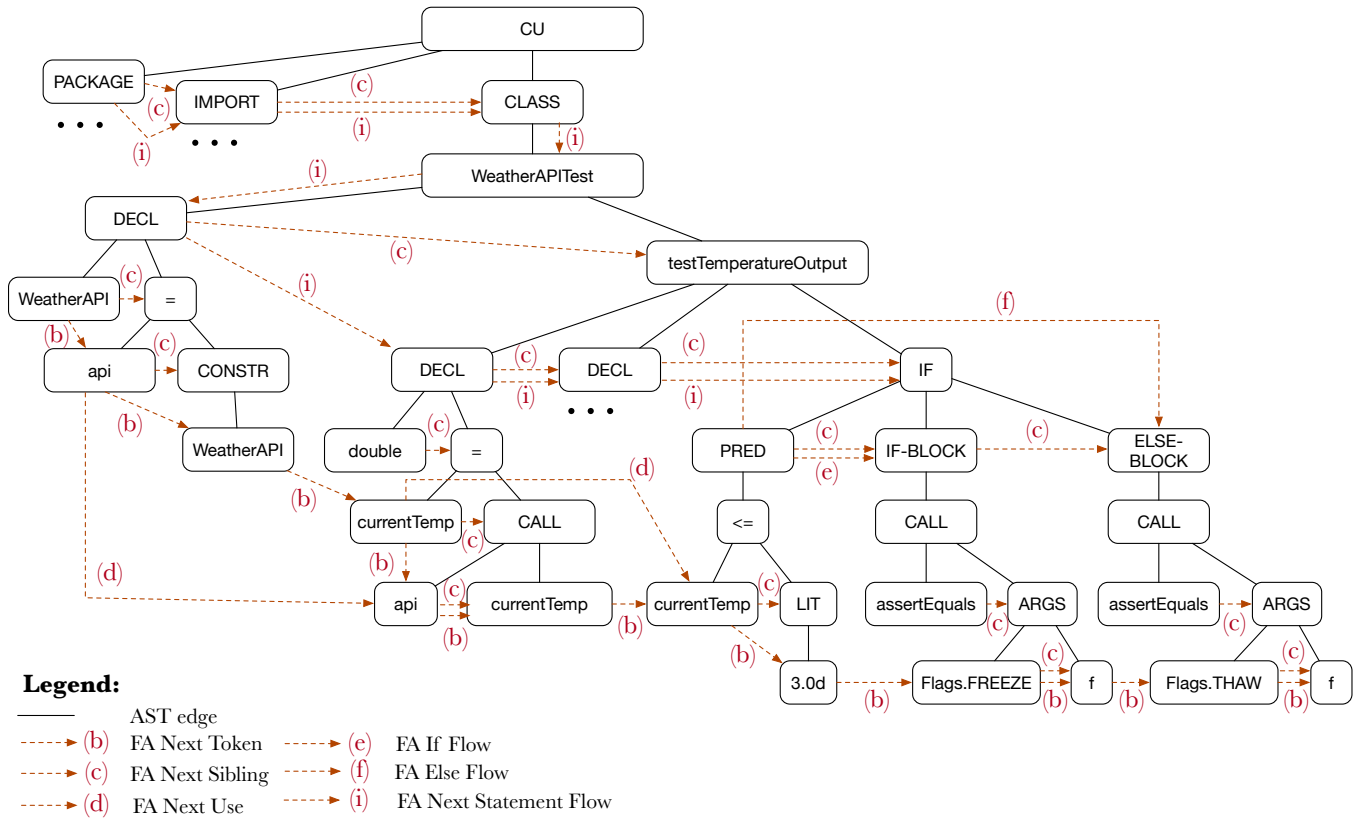 CU
PACKAGE
(c)
IMPORT
(c)
CLASS
• • •
(i)
• • •
(i)
(i)
(i)
WeatherAPITest
DECL
(c)
testTemperatureOutput
WeatherAPI
(c)
=
(i)
(f)
(b)
(c)
api
CONSTR
DECL
(c)
(i)
DECL
• • •
(c)
(i)
IF
(b)
WeatherAPI
double
(c)
=
PRED
(c)
(e)
IF-BLOCK
(c)
ELSE-
BLOCK
(b)
(d)
currentTemp
(c)
CALL
<=
CALL
CALL
(d)
(b)
api
(c)
(b)
currentTemp
(b)
currentTemp
(c)
LIT
assertEquals
(c)
ARGS
assertEquals
(c)
ARGS
(b)
3.0d
(b)
Flags.FREEZE
(c)
(b)
f
(b)
Flags.THAW
(c)
(b)
f
Legend:
AST edge
(b) FA Next Token
(e) FA If Flow
(c) FA Next Sibling
(f) FA Else Flow
(d) FA Next Use
(i) FA Next Statement Flow